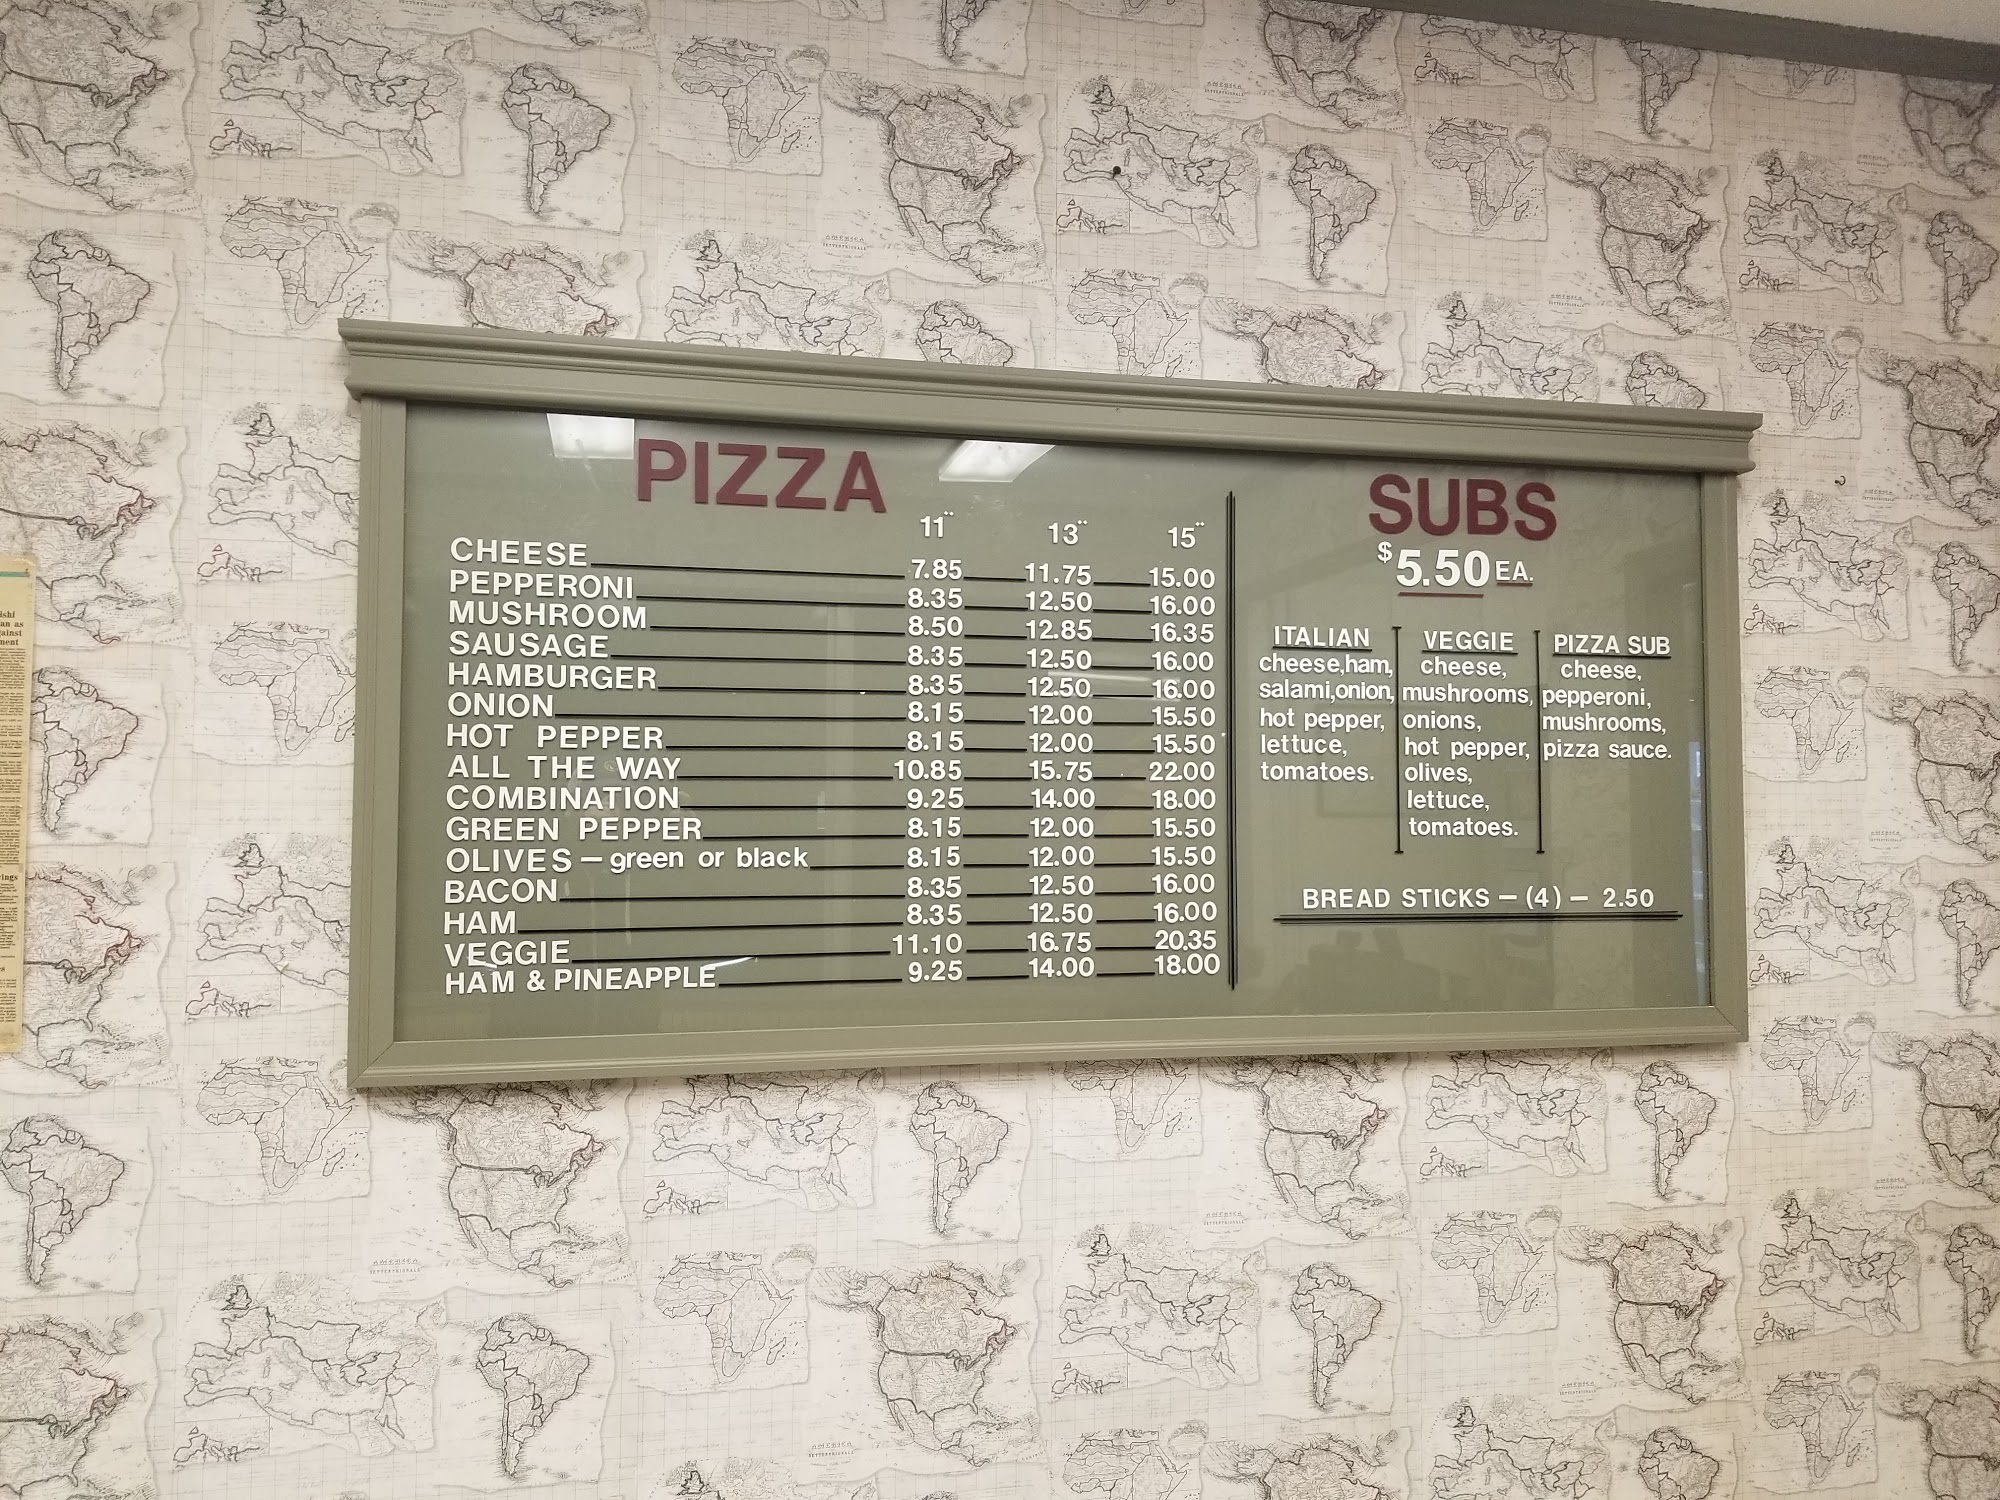 PIZZA
11" 13" 15"
CHEESE 7.85 11.75 15.00
PEPPERONI 8.35 12.50 16.00
MUSHROOM 8.50 12.85 16.35
SAUSAGE 8.35 12.50 16.00
HAMBURGER 8.35 12.50 16.00
ONION 8.15 12.00 15.50
HOT PEPPER 8.15 12.00 15.50
ALL THE WAY 10.85 15.75 22.00
COMBINATION 9.25 14.00 18.00
GREEN PEPPER 8.15 12.00 15.50
OLIVES – green or black 8.15 12.00 15.50
BACON 8.35 12.50 16.00
HAM 8.35 12.50 16.00
VEGGIE 11.10 16.75 20.35
HAM & PINEAPPLE 9.25 14.00 18.00
SUBS
$5.50 EA.
ITALIAN
cheese,ham,
salami,onion,
hot pepper,
lettuce,
tomatoes.
VEGGIE
cheese,
mushrooms,
onions,
hot pepper,
olives,
lettuce,
tomatoes.
PIZZA SUB
cheese,
pepperoni,
mushrooms,
pizza sauce.
BREAD STICKS – (4) – 2.50